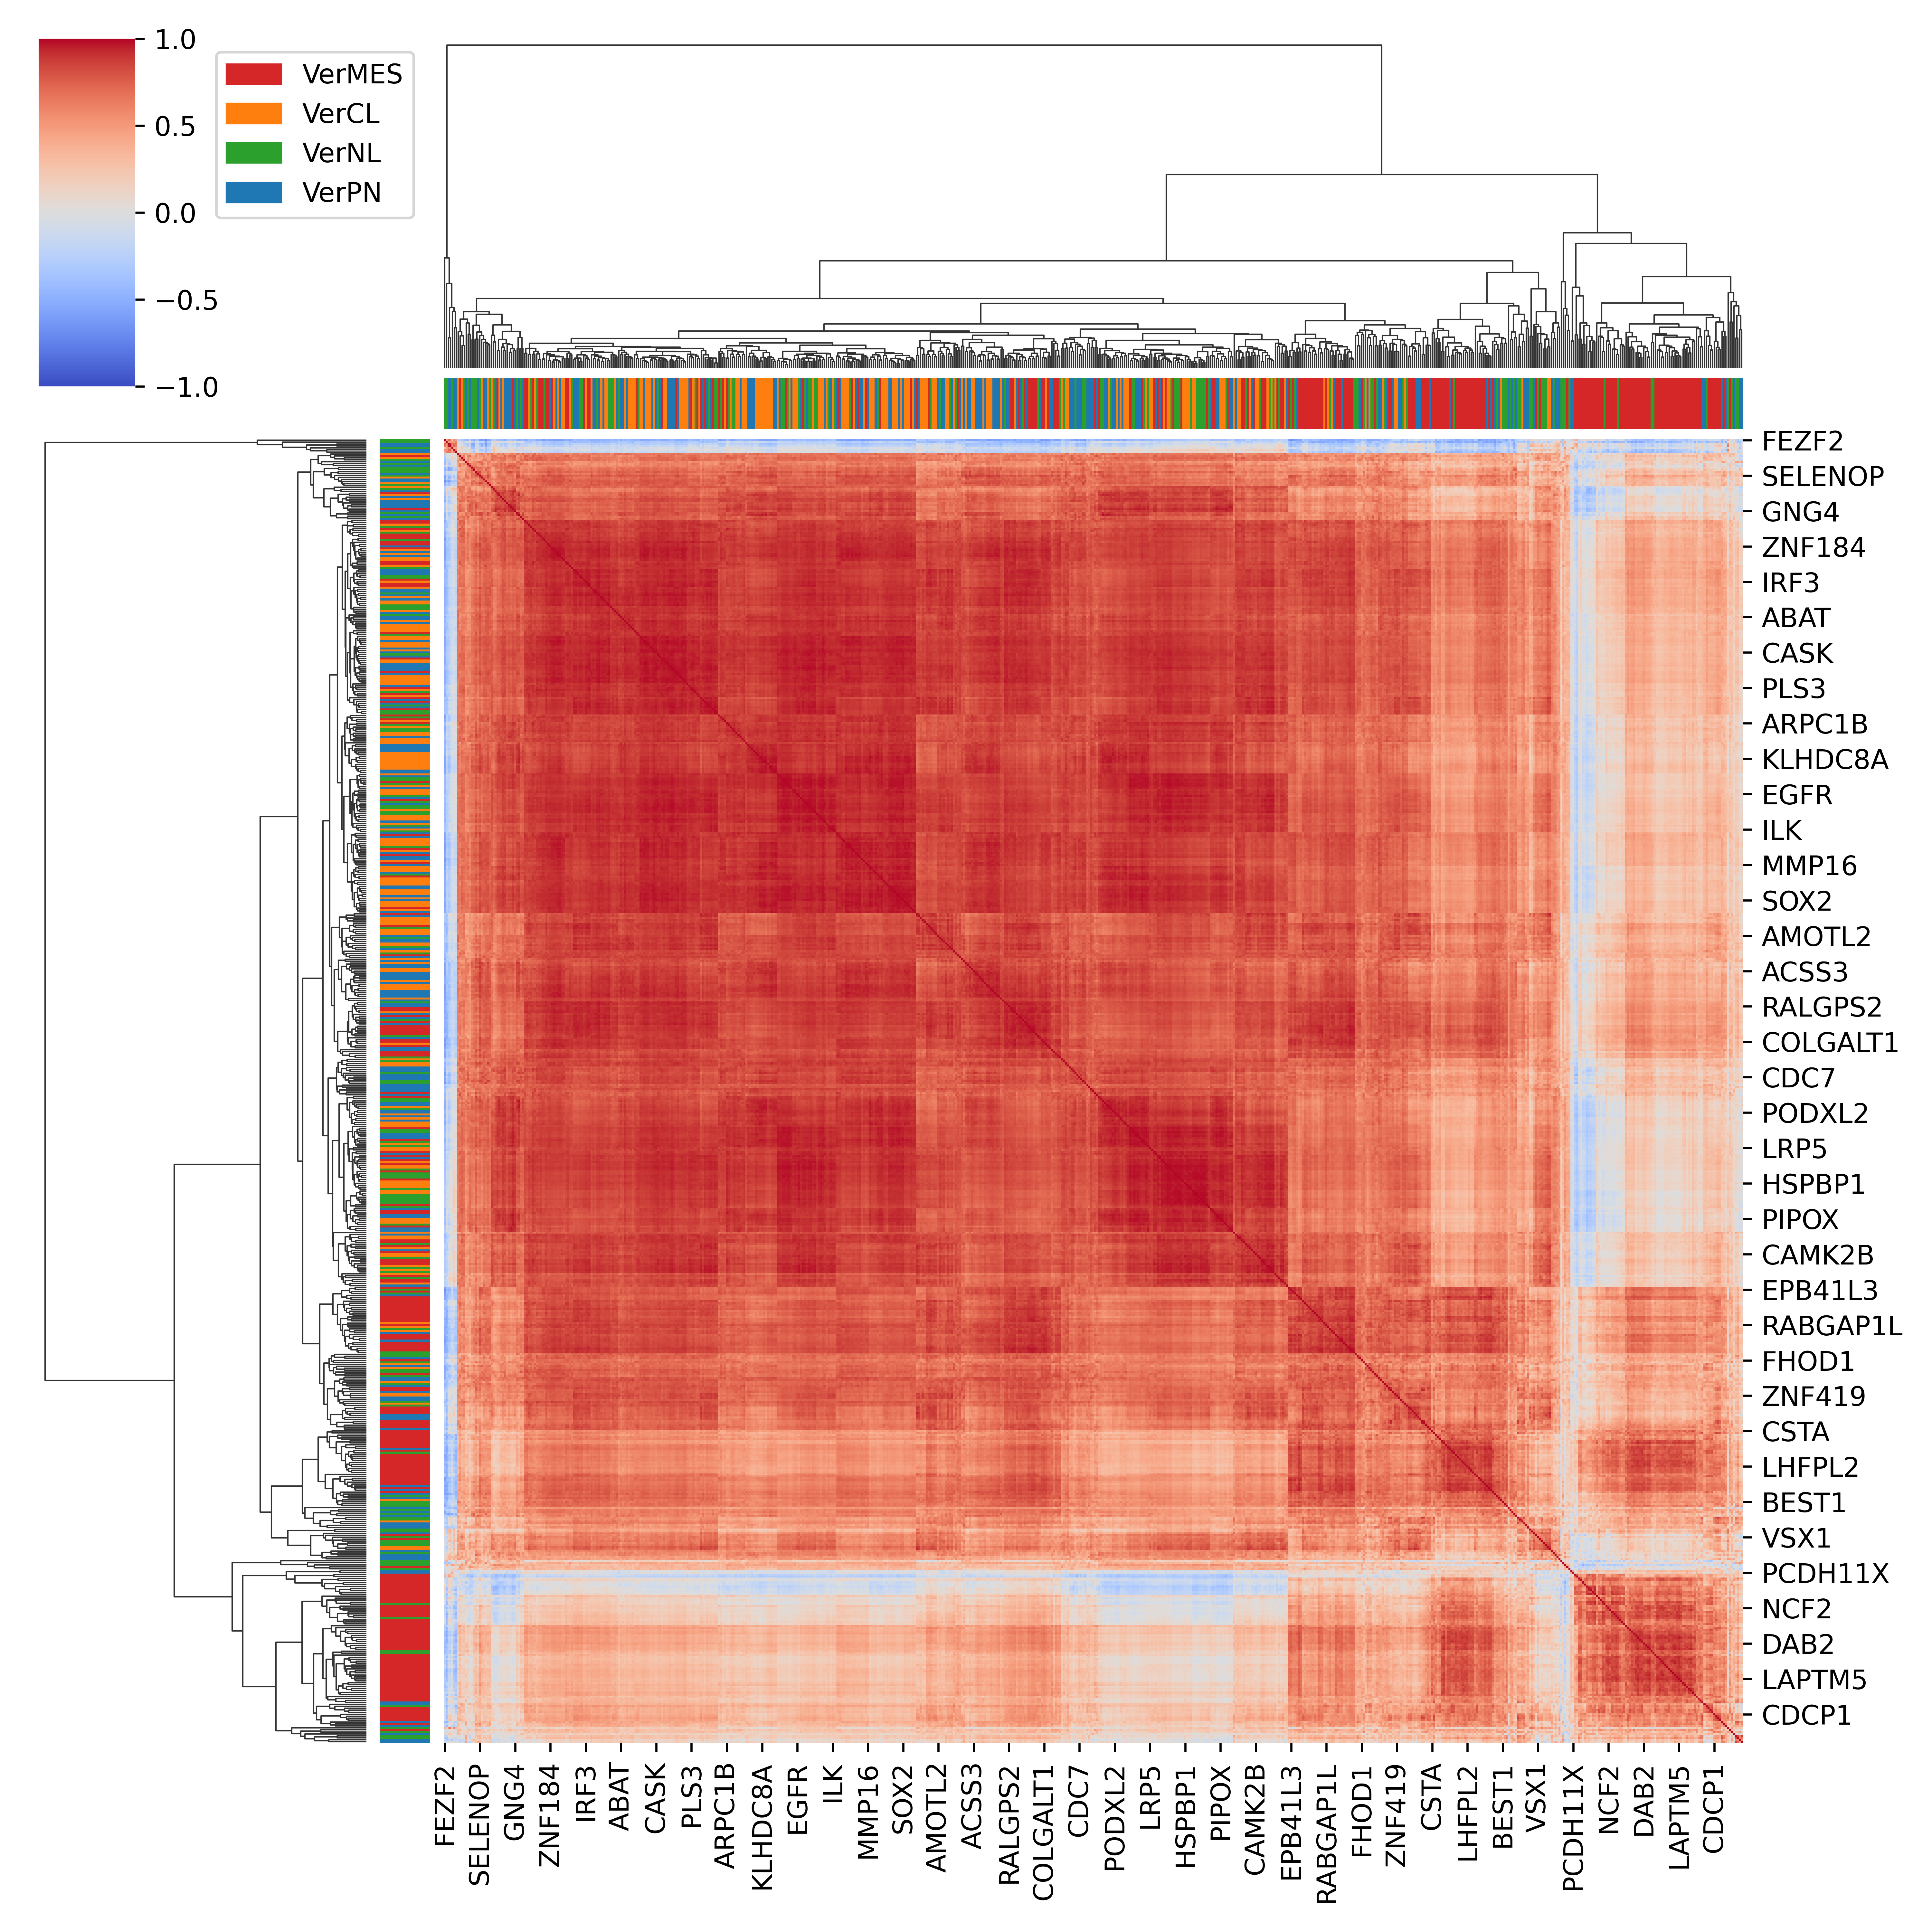 1.0
0.5
0.0
−0.5
−1.0
VerMES
VerCL
VerNL
VerPN
FEZF2
SELENOP
GNG4
ZNF184
IRF3
ABAT
CASK
PLS3
ARPC1B
KLHDC8A
EGFR
ILK
MMP16
SOX2
AMOTL2
ACSS3
RALGPS2
COLGALT1
CDC7
PODXL2
LRP5
HSPBP1
PIPOX
CAMK2B
EPB41L3
RABGAP1L
FHOD1
ZNF419
CSTA
LHFPL2
BEST1
VSX1
PCDH11X
NCF2
DAB2
LAPTM5
CDCP1
FEZF2
SELENOP
GNG4
ZNF184
IRF3
ABAT
CASK
PLS3
ARPC1B
KLHDC8A
EGFR
ILK
MMP16
SOX2
AMOTL2
ACSS3
RALGPS2
COLGALT1
CDC7
PODXL2
LRP5
HSPBP1
PIPOX
CAMK2B
EPB41L3
RABGAP1L
FHOD1
ZNF419
CSTA
LHFPL2
BEST1
VSX1
PCDH11X
NCF2
DAB2
LAPTM5
CDCP1